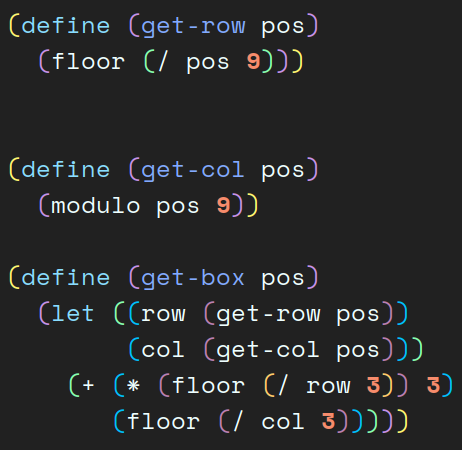 (define (get-row pos)
  (floor (/ pos 9)))
(define (get-col pos)
  (modulo pos 9))
(define (get-box pos)
  (let ((row (get-row pos))
        (col (get-col pos)))
    (+ (* (floor (/ row 3)) 3)
       (floor (/ col 3)))))